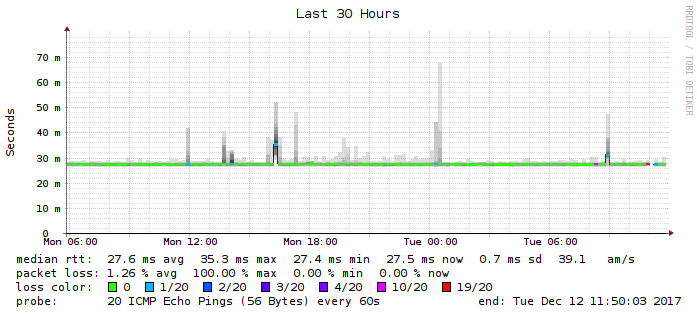 Last 30 Hours
RRDTOOL / TOBI OETIKER
Seconds
70 m
60 m
50 m
40 m
30 m
20 m
10 m
0
Mon 06:00 Mon 12:00 Mon 18:00 Tue 00:00 Tue 06:00
median rtt: 27.6 ms avg 35.3 ms max 27.4 ms min 27.5 ms now 0.7 ms sd 39.1 am/s
packet loss: 1.26 % avg 100.00 % max 0.00 % min 0.00 % now
loss color: 0 1/20 2/20 3/20 4/20 10/20 19/20
probe: 20 ICMP Echo Pings (56 Bytes) every 60s end: Tue Dec 12 11:50:03 2017